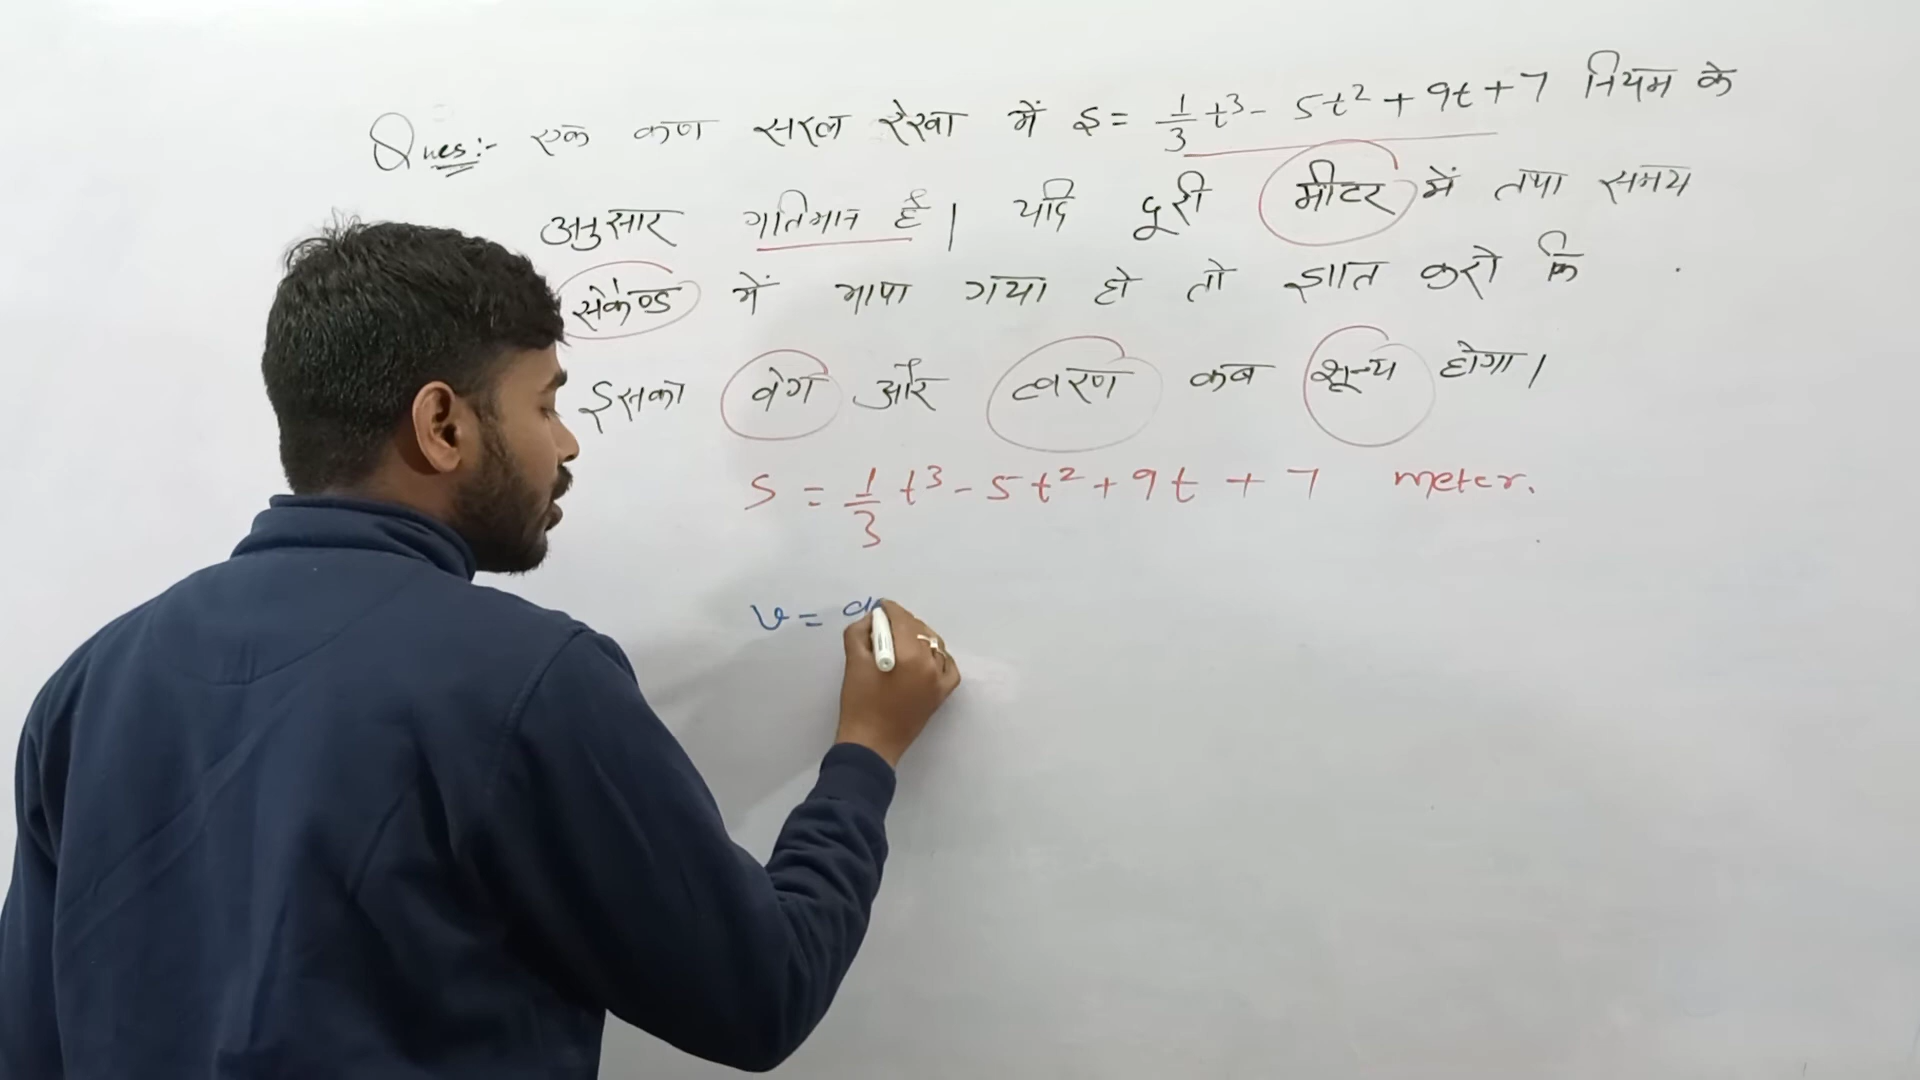 Ques:- एक कण सरल रेखा में s = 1/3 t³ - 5t² + 9t + 7 नियम के
अनुसार गतिमान है। यदि दूरी मीटर में तथा समय
सेकेण्ड में मापा गया हो तो ज्ञात करो कि
इसका वेग और त्वरण कब शून्य होगा।
S = 1/3 t³ - 5t² + 9t + 7 meter.
v = d